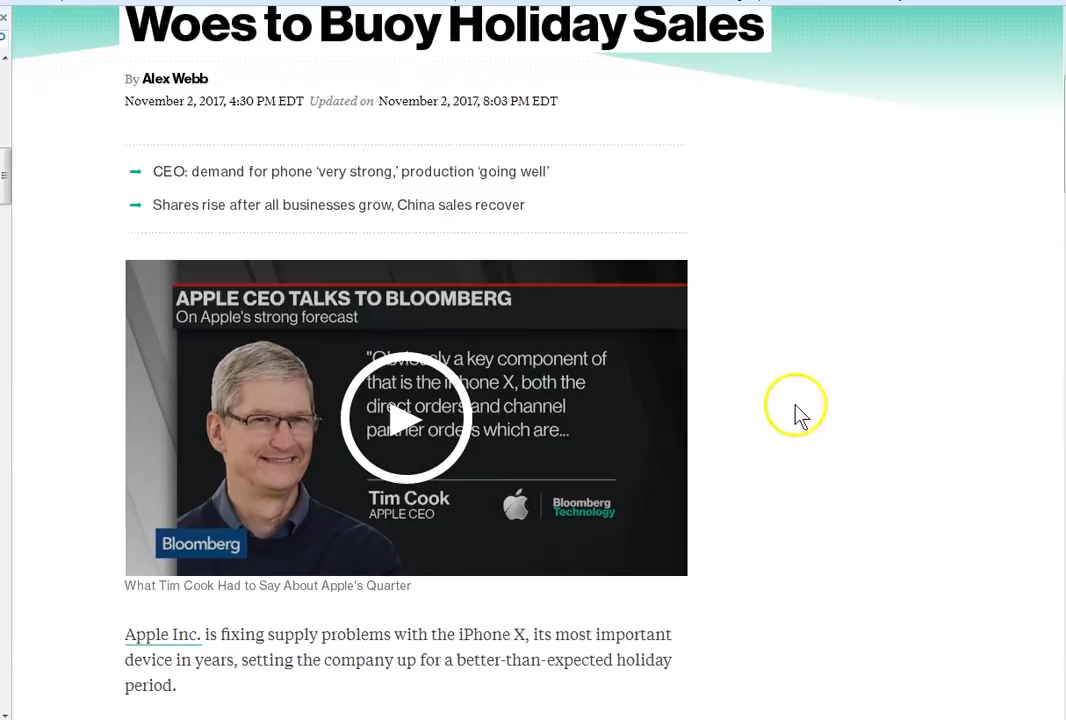 Woes to Buoy Holiday Sales
By Alex Webb
November 2, 2017, 4:30 PM EDT Updated on November 2, 2017, 8:03 PM EDT
CEO: demand for phone ‘very strong,’ production ‘going well’
Shares rise after all businesses grow, China sales recover
APPLE CEO TALKS TO BLOOMBERG
On Apple's strong forecast
"Obviously a key component of
that is the iPhone X, both the
direct orders and channel
partner orders which are...
Tim Cook
APPLE CEO
Bloomberg
Technology
Bloomberg
What Tim Cook Had to Say About Apple's Quarter
Apple Inc. is fixing supply problems with the iPhone X, its most important
device in years, setting the company up for a better-than-expected holiday
period.